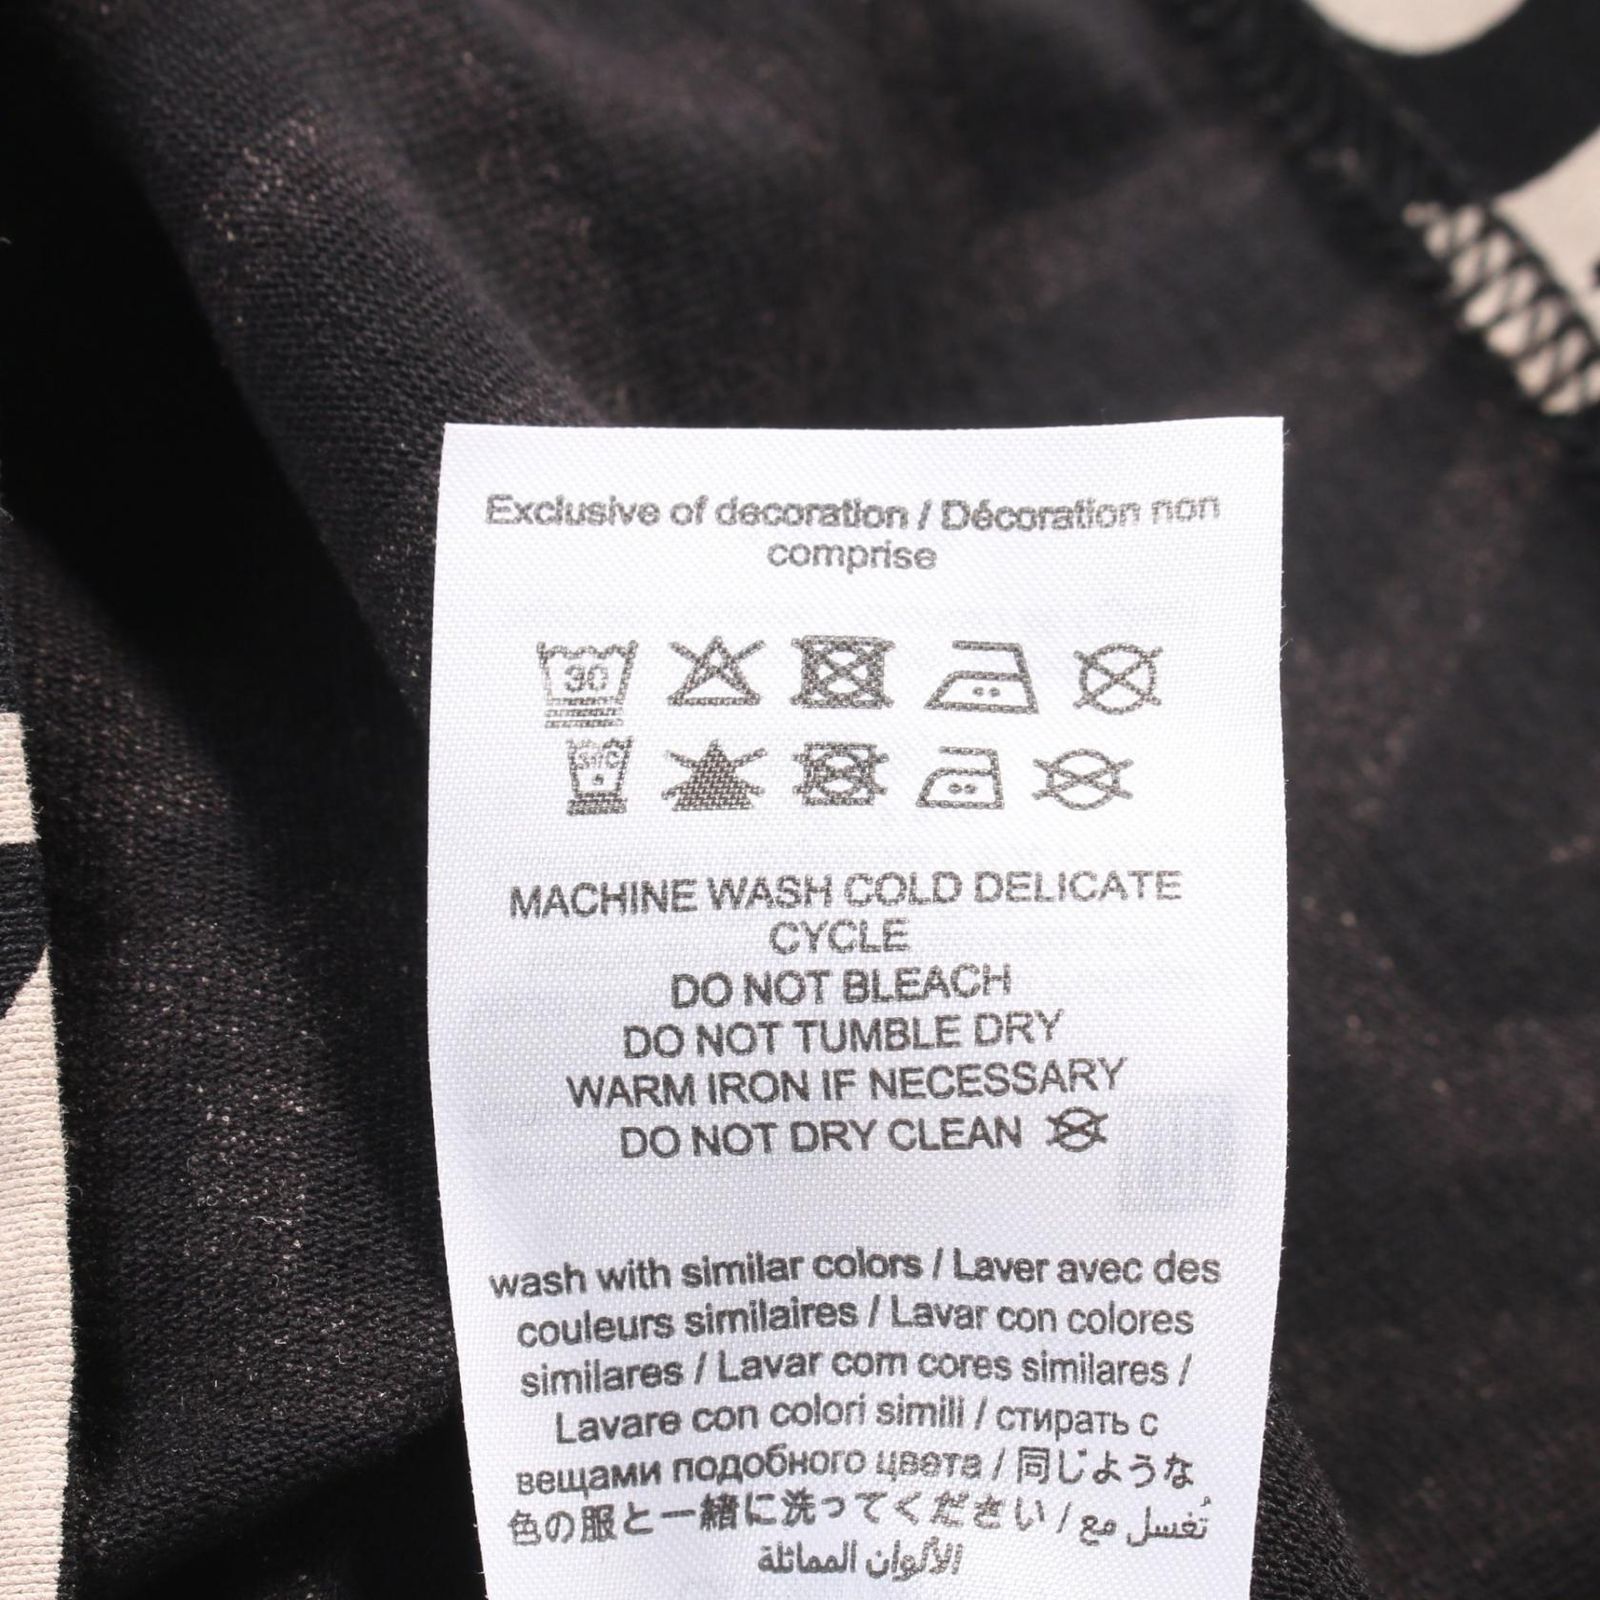 Exclusive of decoration / Décoration non
comprise
30
MACHINE WASH COLD DELICATE
CYCLE
DO NOT BLEACH
DO NOT TUMBLE DRY
WARM IRON IF NECESSARY
DO NOT DRY CLEAN
wash with similar colors / Laver avec des
couleurs similaires / Lavar con colores
similares / Lavar com cores similares /
Lavare con colori simili / стирать с
вещами подобного цвета / 同じような
色の服と一緒に洗ってください / تُغسل مع
الألوان المماثلة